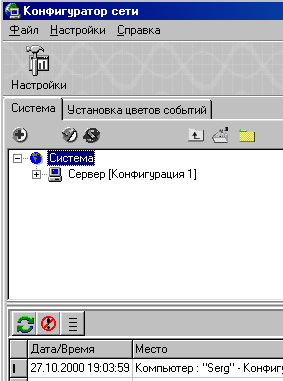 Конфигуратор сети
Файл Настройки Справка
Настройки
Система Установка цветов событий
Система
Сервер [Конфигурация 1]
Дата/Время Место
27.10.2000 19:03:59 Компьютер : "Serg" - Конфигу